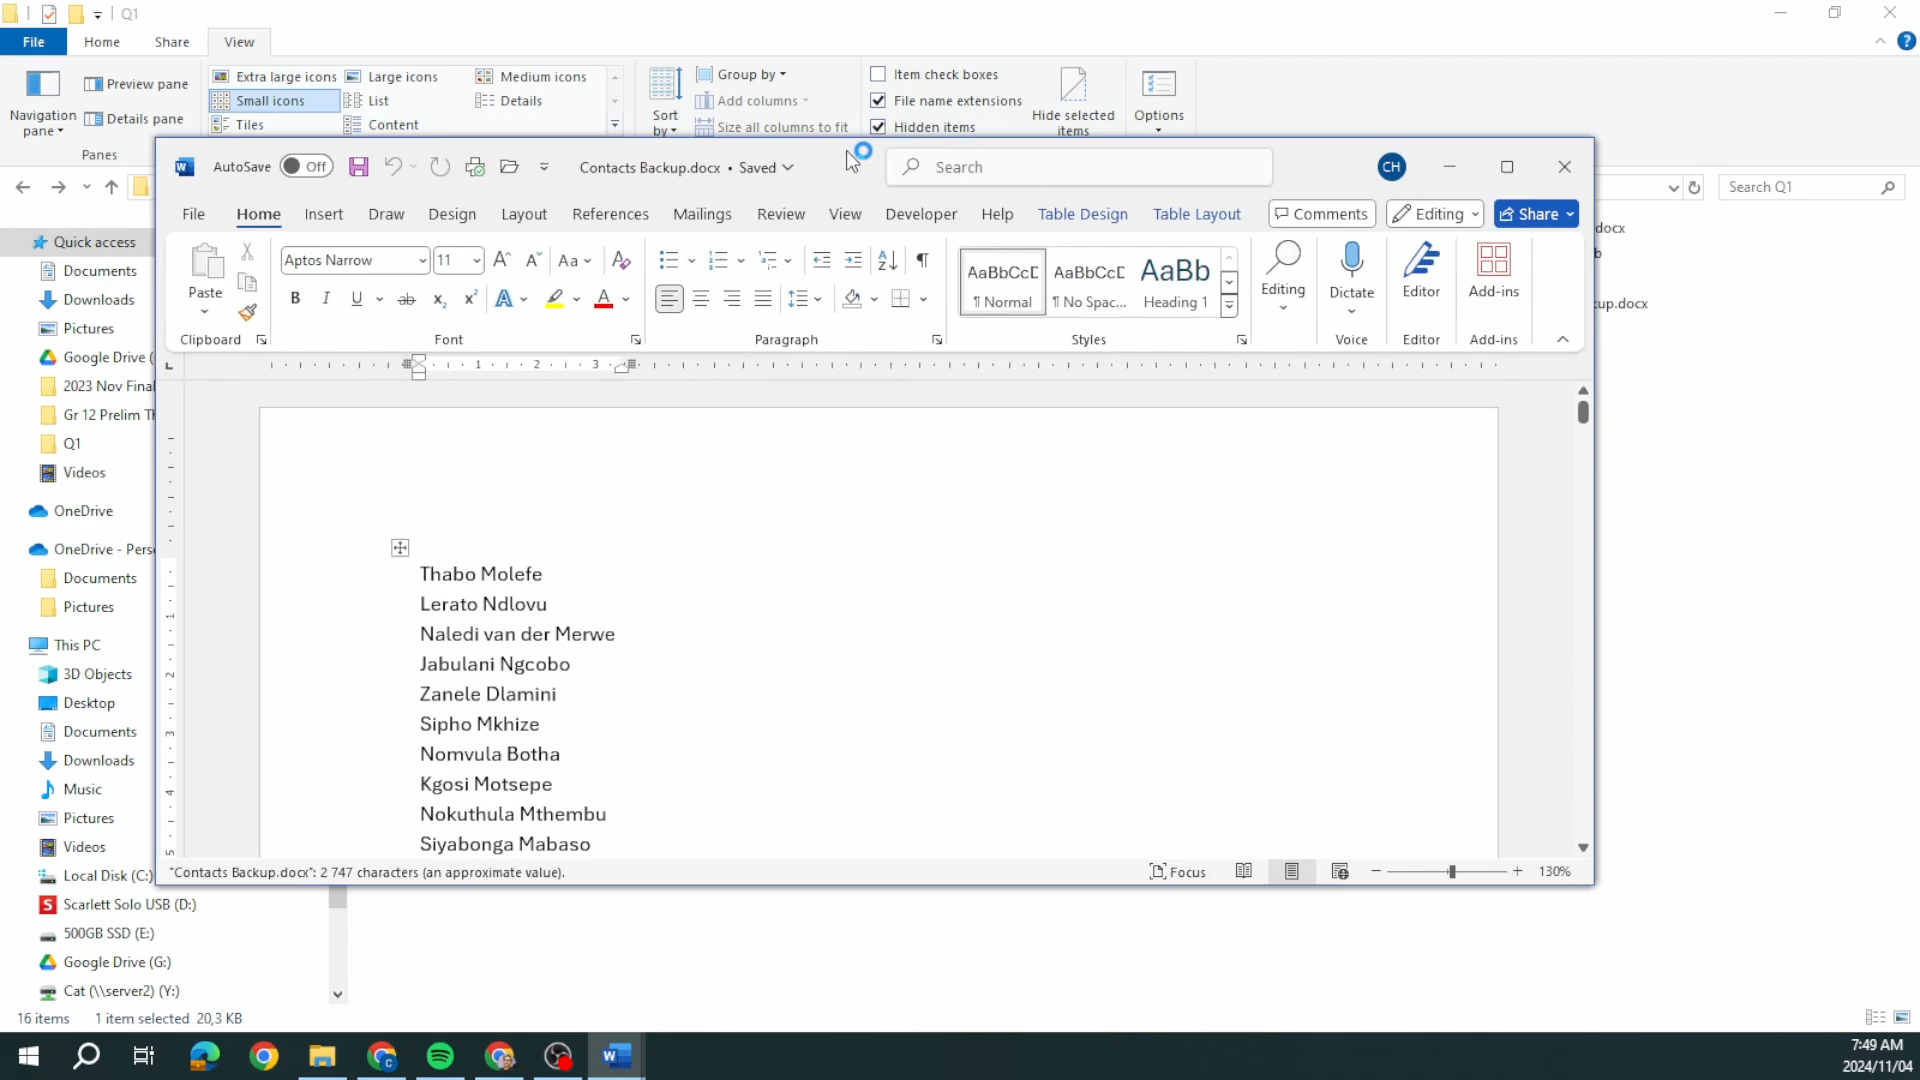 Q1
File Home Share View
Navigation pane
Preview pane
Details pane
Panes
Extra large icons Large icons Medium icons
Small icons List Details
Tiles Content
Sort by
Group by
Add columns
Size all columns to fit
Item check boxes
File name extensions
Hidden items
Hide selected items
Options
Search Q1
AutoSave Off Contacts Backup.docx • Saved Search CH
File Home Insert Draw Design Layout References Mailings Review View Developer Help Table Design Table Layout Comments Editing Share
Paste
Clipboard
Aptos Narrow 11
Font
Paragraph
AaBbCcD AaBbCcD AaBb
¶ Normal ¶ No Spac... Heading 1
Styles
Editing
Dictate
Voice
Editor
Editor
Add-ins
Add-ins
1 2 3
Thabo Molefe
Lerato Ndlovu
Naledi van der Merwe
Jabulani Ngcobo
Zanele Dlamini
Sipho Mkhize
Nomvula Botha
Kgosi Motsepe
Nokuthula Mthembu
Siyabonga Mabaso
"Contacts Backup.docx": 2 747 characters (an approximate value). Focus 130%
Quick access
Documents
Downloads
Pictures
Google Drive (
2023 Nov Final
Gr 12 Prelim Th
Q1
Videos
OneDrive
OneDrive - Perso
Documents
Pictures
This PC
3D Objects
Desktop
Documents
Downloads
Music
Pictures
Videos
Local Disk (C:)
Scarlett Solo USB (D:)
500GB SSD (E:)
Google Drive (G:)
Cat (\\server2) (Y:)
docx
b
kup.docx
16 items 1 item selected 20,3 KB
7:49 AM
2024/11/04